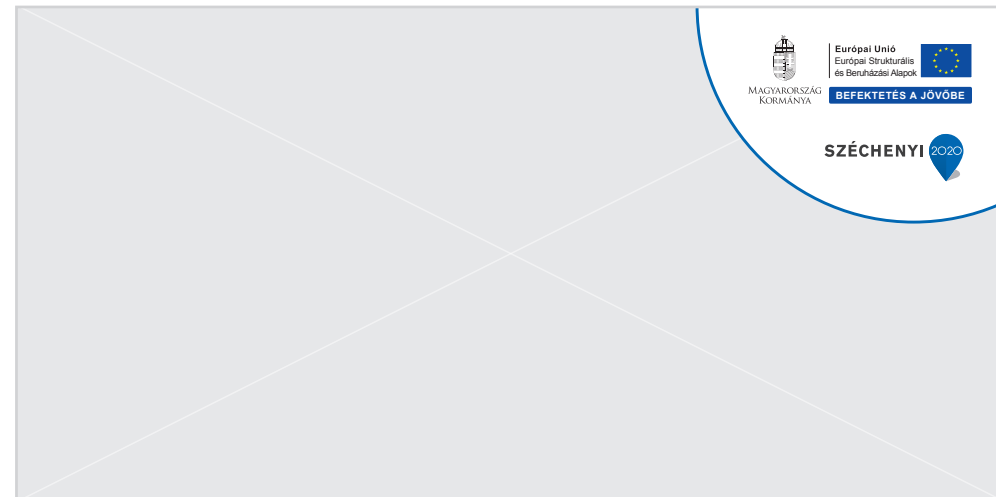 Európai Unió
Európai Strukturális
és Beruházási Alapok
MAGYARORSZÁG
KORMÁNYA
BEFEKTETÉS A JÖVŐBE
SZÉCHENYI 2020